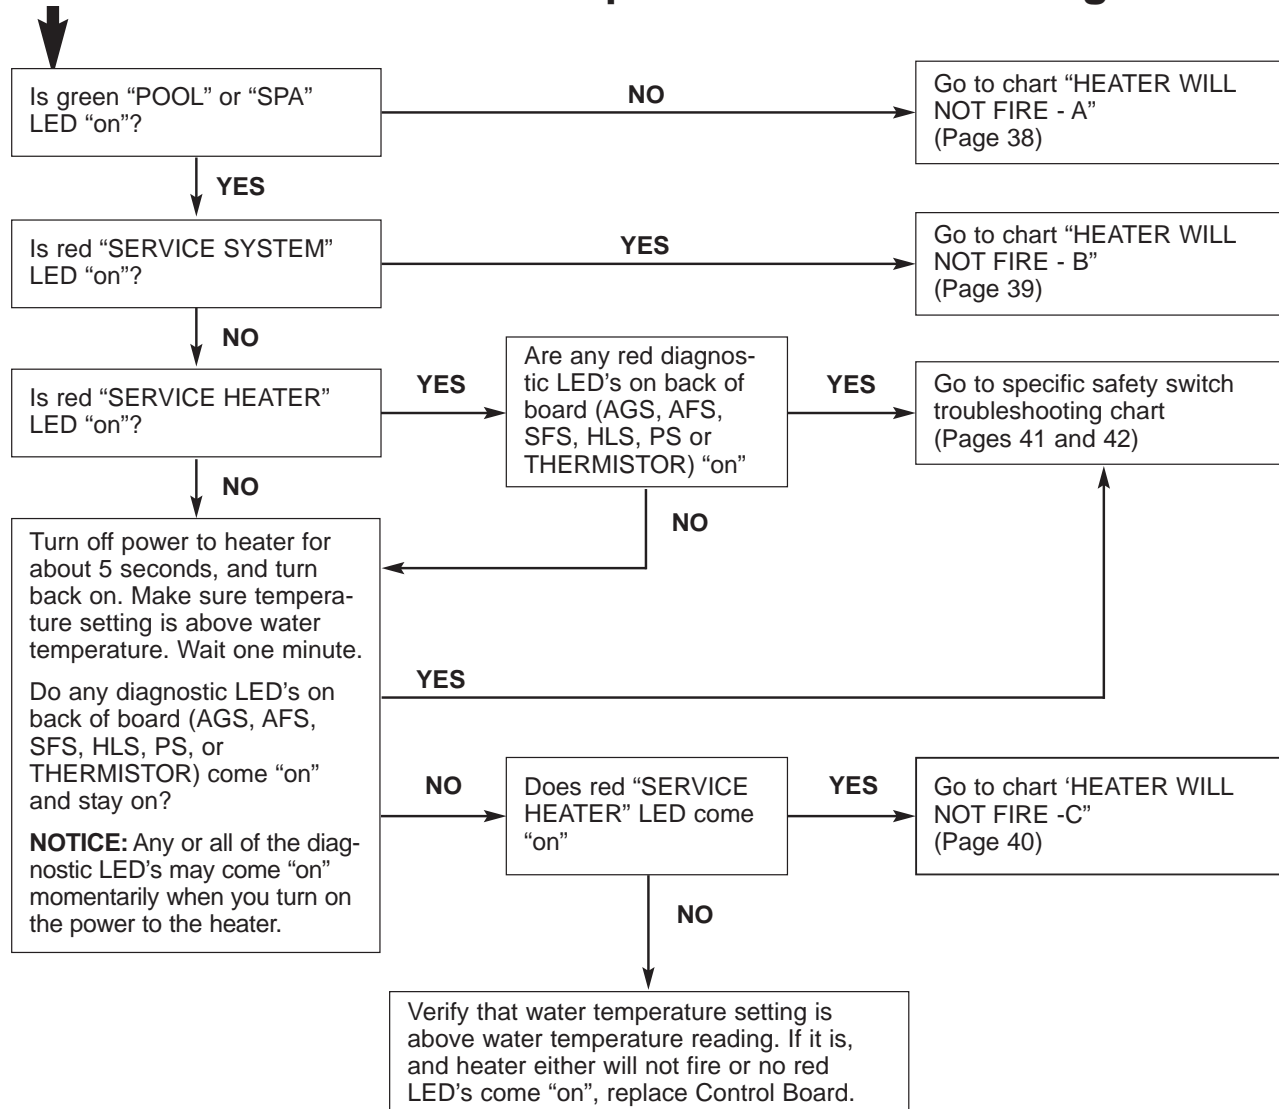 Is green “POOL” or “SPA”
LED “on”?
NO
Go to chart “HEATER WILL
NOT FIRE - A”
(Page 38)
YES
Is red “SERVICE SYSTEM”
LED “on”?
YES
Go to chart “HEATER WILL
NOT FIRE - B”
(Page 39)
NO
Is red “SERVICE HEATER”
LED “on”?
YES
Are any red diagnos-
tic LED's on back of
board (AGS, AFS,
SFS, HLS, PS or
THERMISTOR) “on”
YES
Go to specific safety switch
troubleshooting chart
(Pages 41 and 42)
NO
NO
Turn off power to heater for
about 5 seconds, and turn
back on. Make sure tempera-
ture setting is above water
temperature. Wait one minute.
Do any diagnostic LED's on
back of board (AGS, AFS,
SFS, HLS, PS, or
THERMISTOR) come “on”
and stay on?
NOTICE: Any or all of the diag-
nostic LED's may come “on”
momentarily when you turn on
the power to the heater.
YES
NO
Does red “SERVICE
HEATER” LED come
“on”
YES
Go to chart ‘HEATER WILL
NOT FIRE -C”
(Page 40)
NO
Verify that water temperature setting is
above water temperature reading. If it is,
and heater either will not fire or no red
LED's come “on”, replace Control Board.